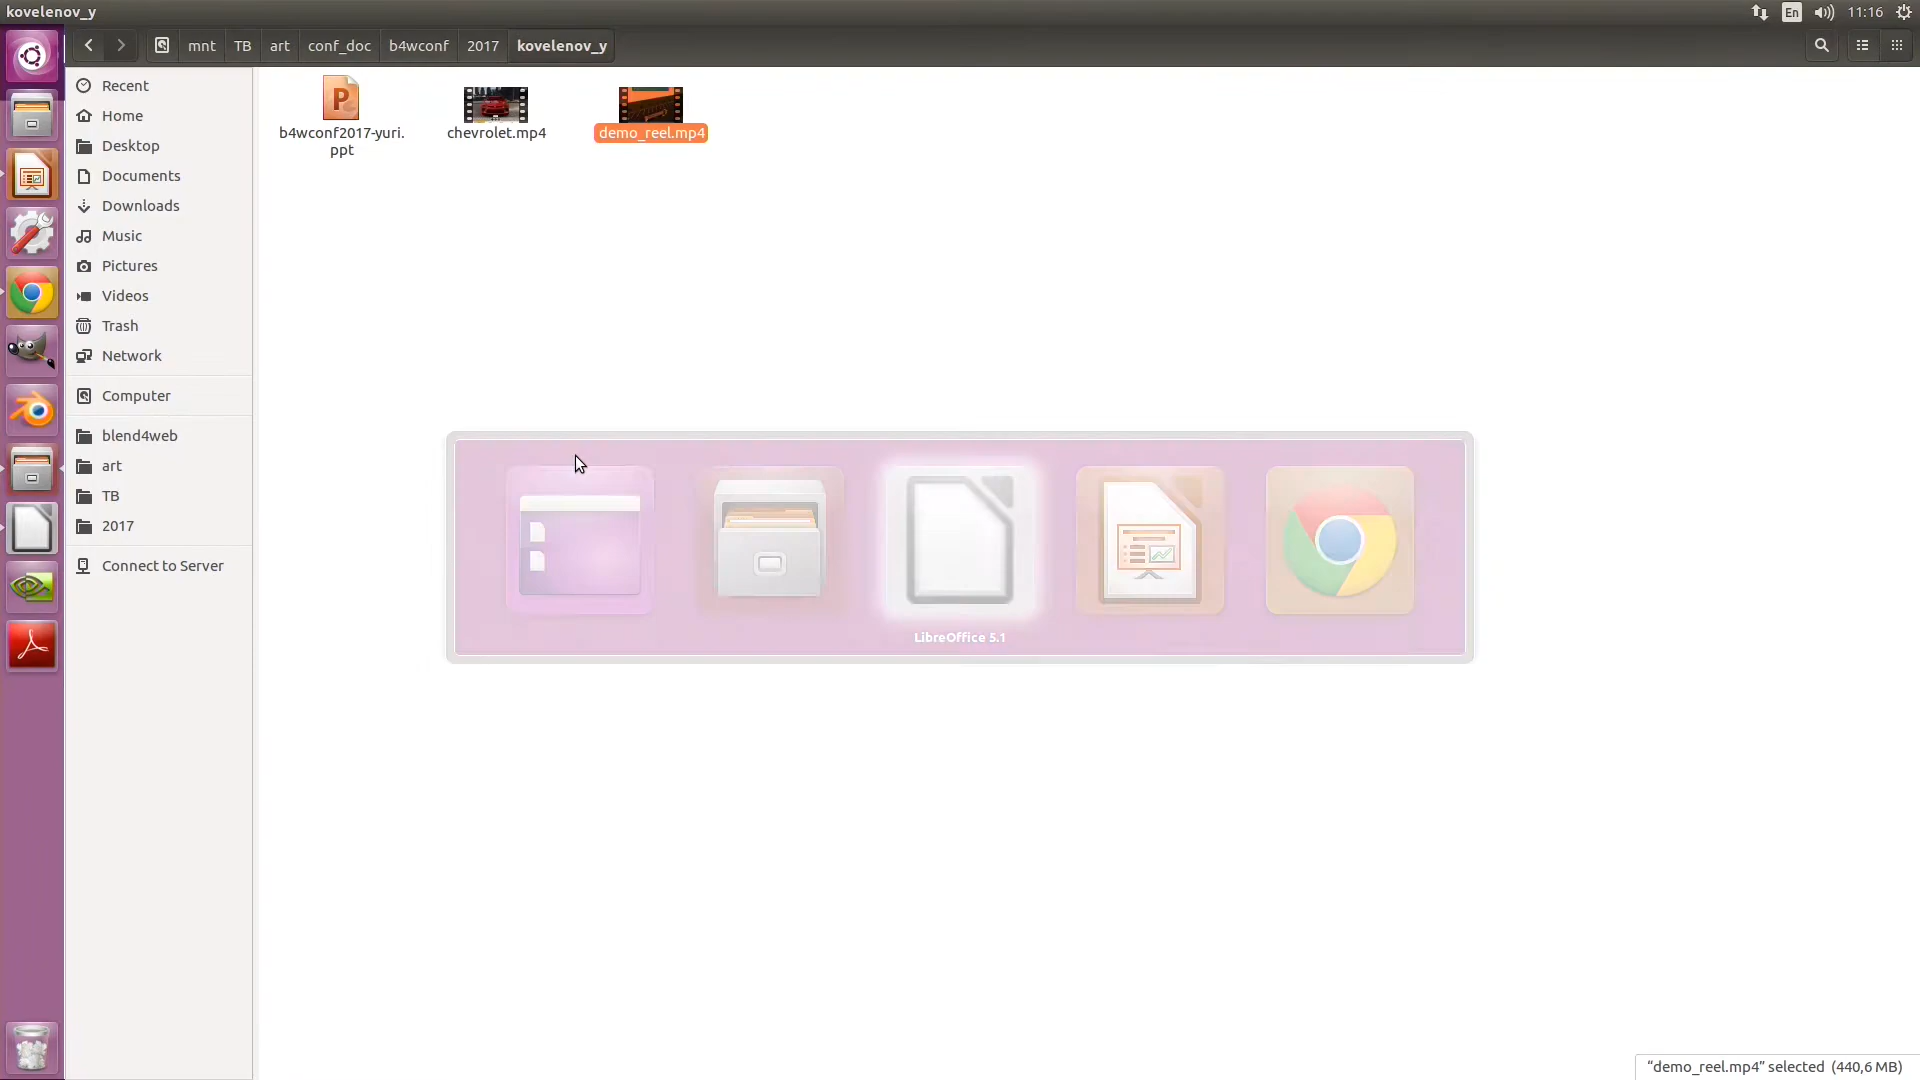 kovelenov_y
En
11:16
mnt
TB
art
conf_doc
b4wconf
2017
kovelenov_y
Recent
Home
Desktop
Documents
Downloads
Music
Pictures
Videos
Trash
Network
Computer
blend4web
art
TB
2017
Connect to Server
P
b4wconf2017-yuri.
ppt
chevrolet.mp4
demo_reel.mp4
LibreOffice 5.1
“demo_reel.mp4” selected (440,6 MB)